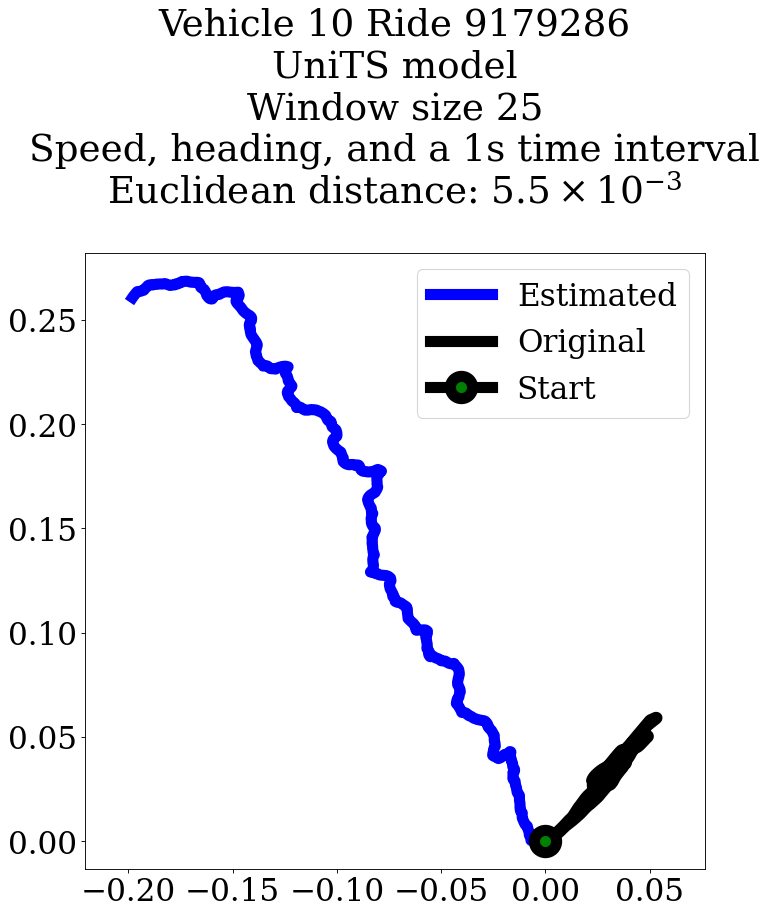 Vehicle 10 Ride 9179286
UniTS model
Window size 25
Speed, heading, and a 1s time interval
Euclidean distance: 5.5 × 10⁻³
Estimated
Original
Start
0.25
0.20
0.15
0.10
0.05
0.00
−0.20 −0.15 −0.10 −0.05 0.00 0.05